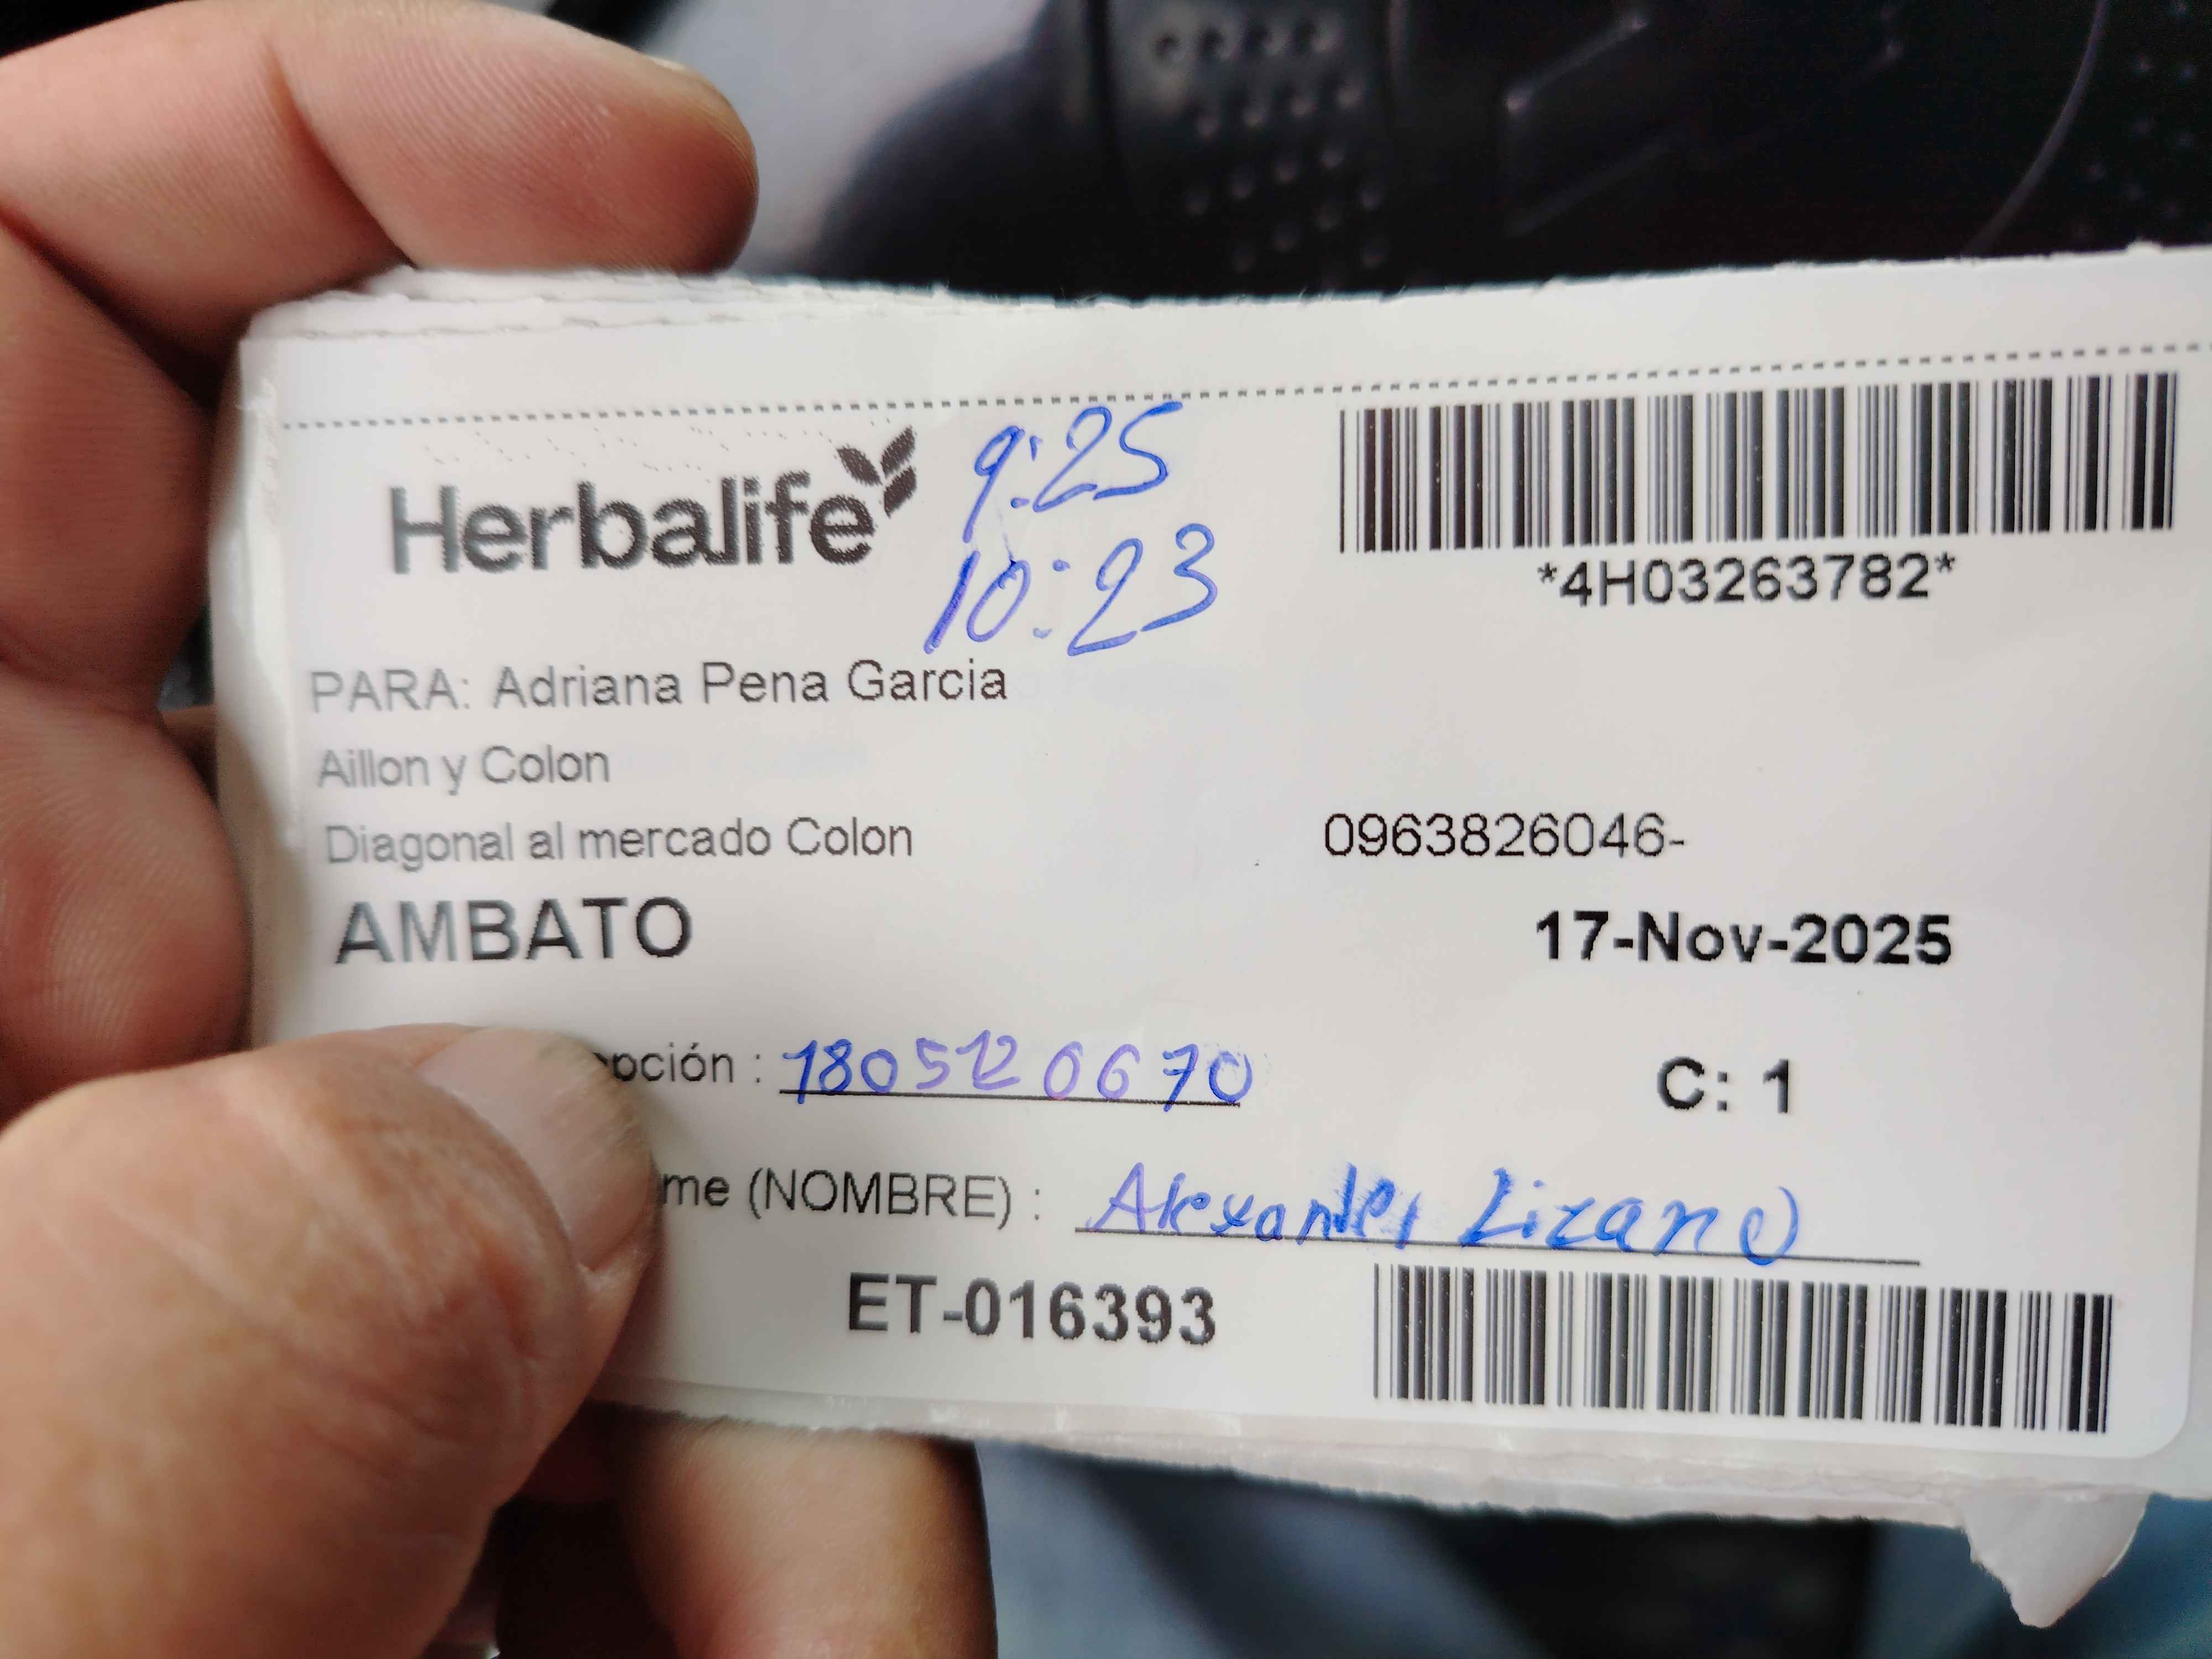 Herbalife
9:25
10:23
*4H03263782*
PARA: Adriana Pena Garcia
Aillon y Colon
Diagonal al mercado Colon
0963826046-
AMBATO
17-Nov-2025
pción : 1805120670
C: 1
me (NOMBRE) : Alexander Lizano
ET-016393